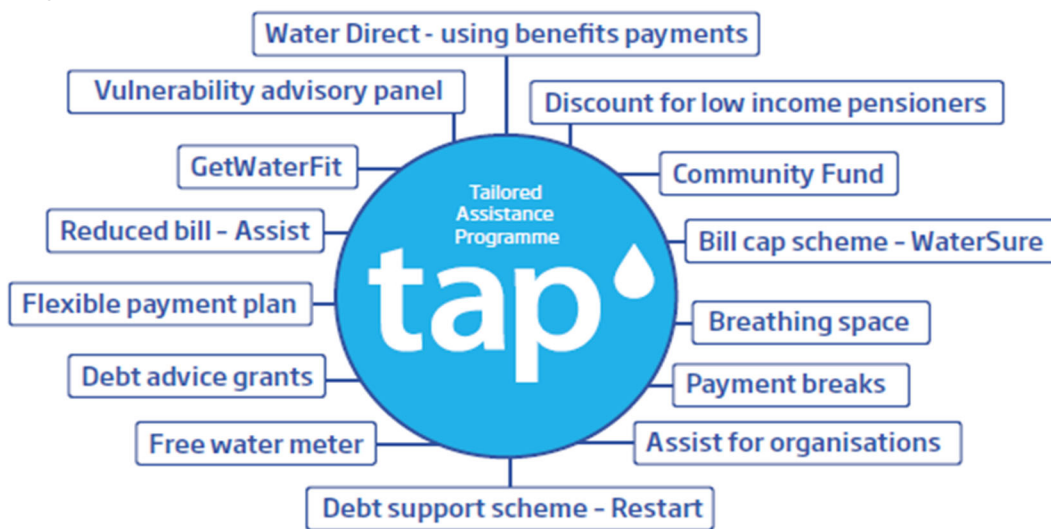 Water Direct - using benefits payments
Vulnerability advisory panel
Discount for low income pensioners
GetWaterFit
Community Fund
Tailored
Assistance
Programme
tap
Reduced bill – Assist
Bill cap scheme – WaterSure
Flexible payment plan
Breathing space
Debt advice grants
Payment breaks
Free water meter
Assist for organisations
Debt support scheme – Restart